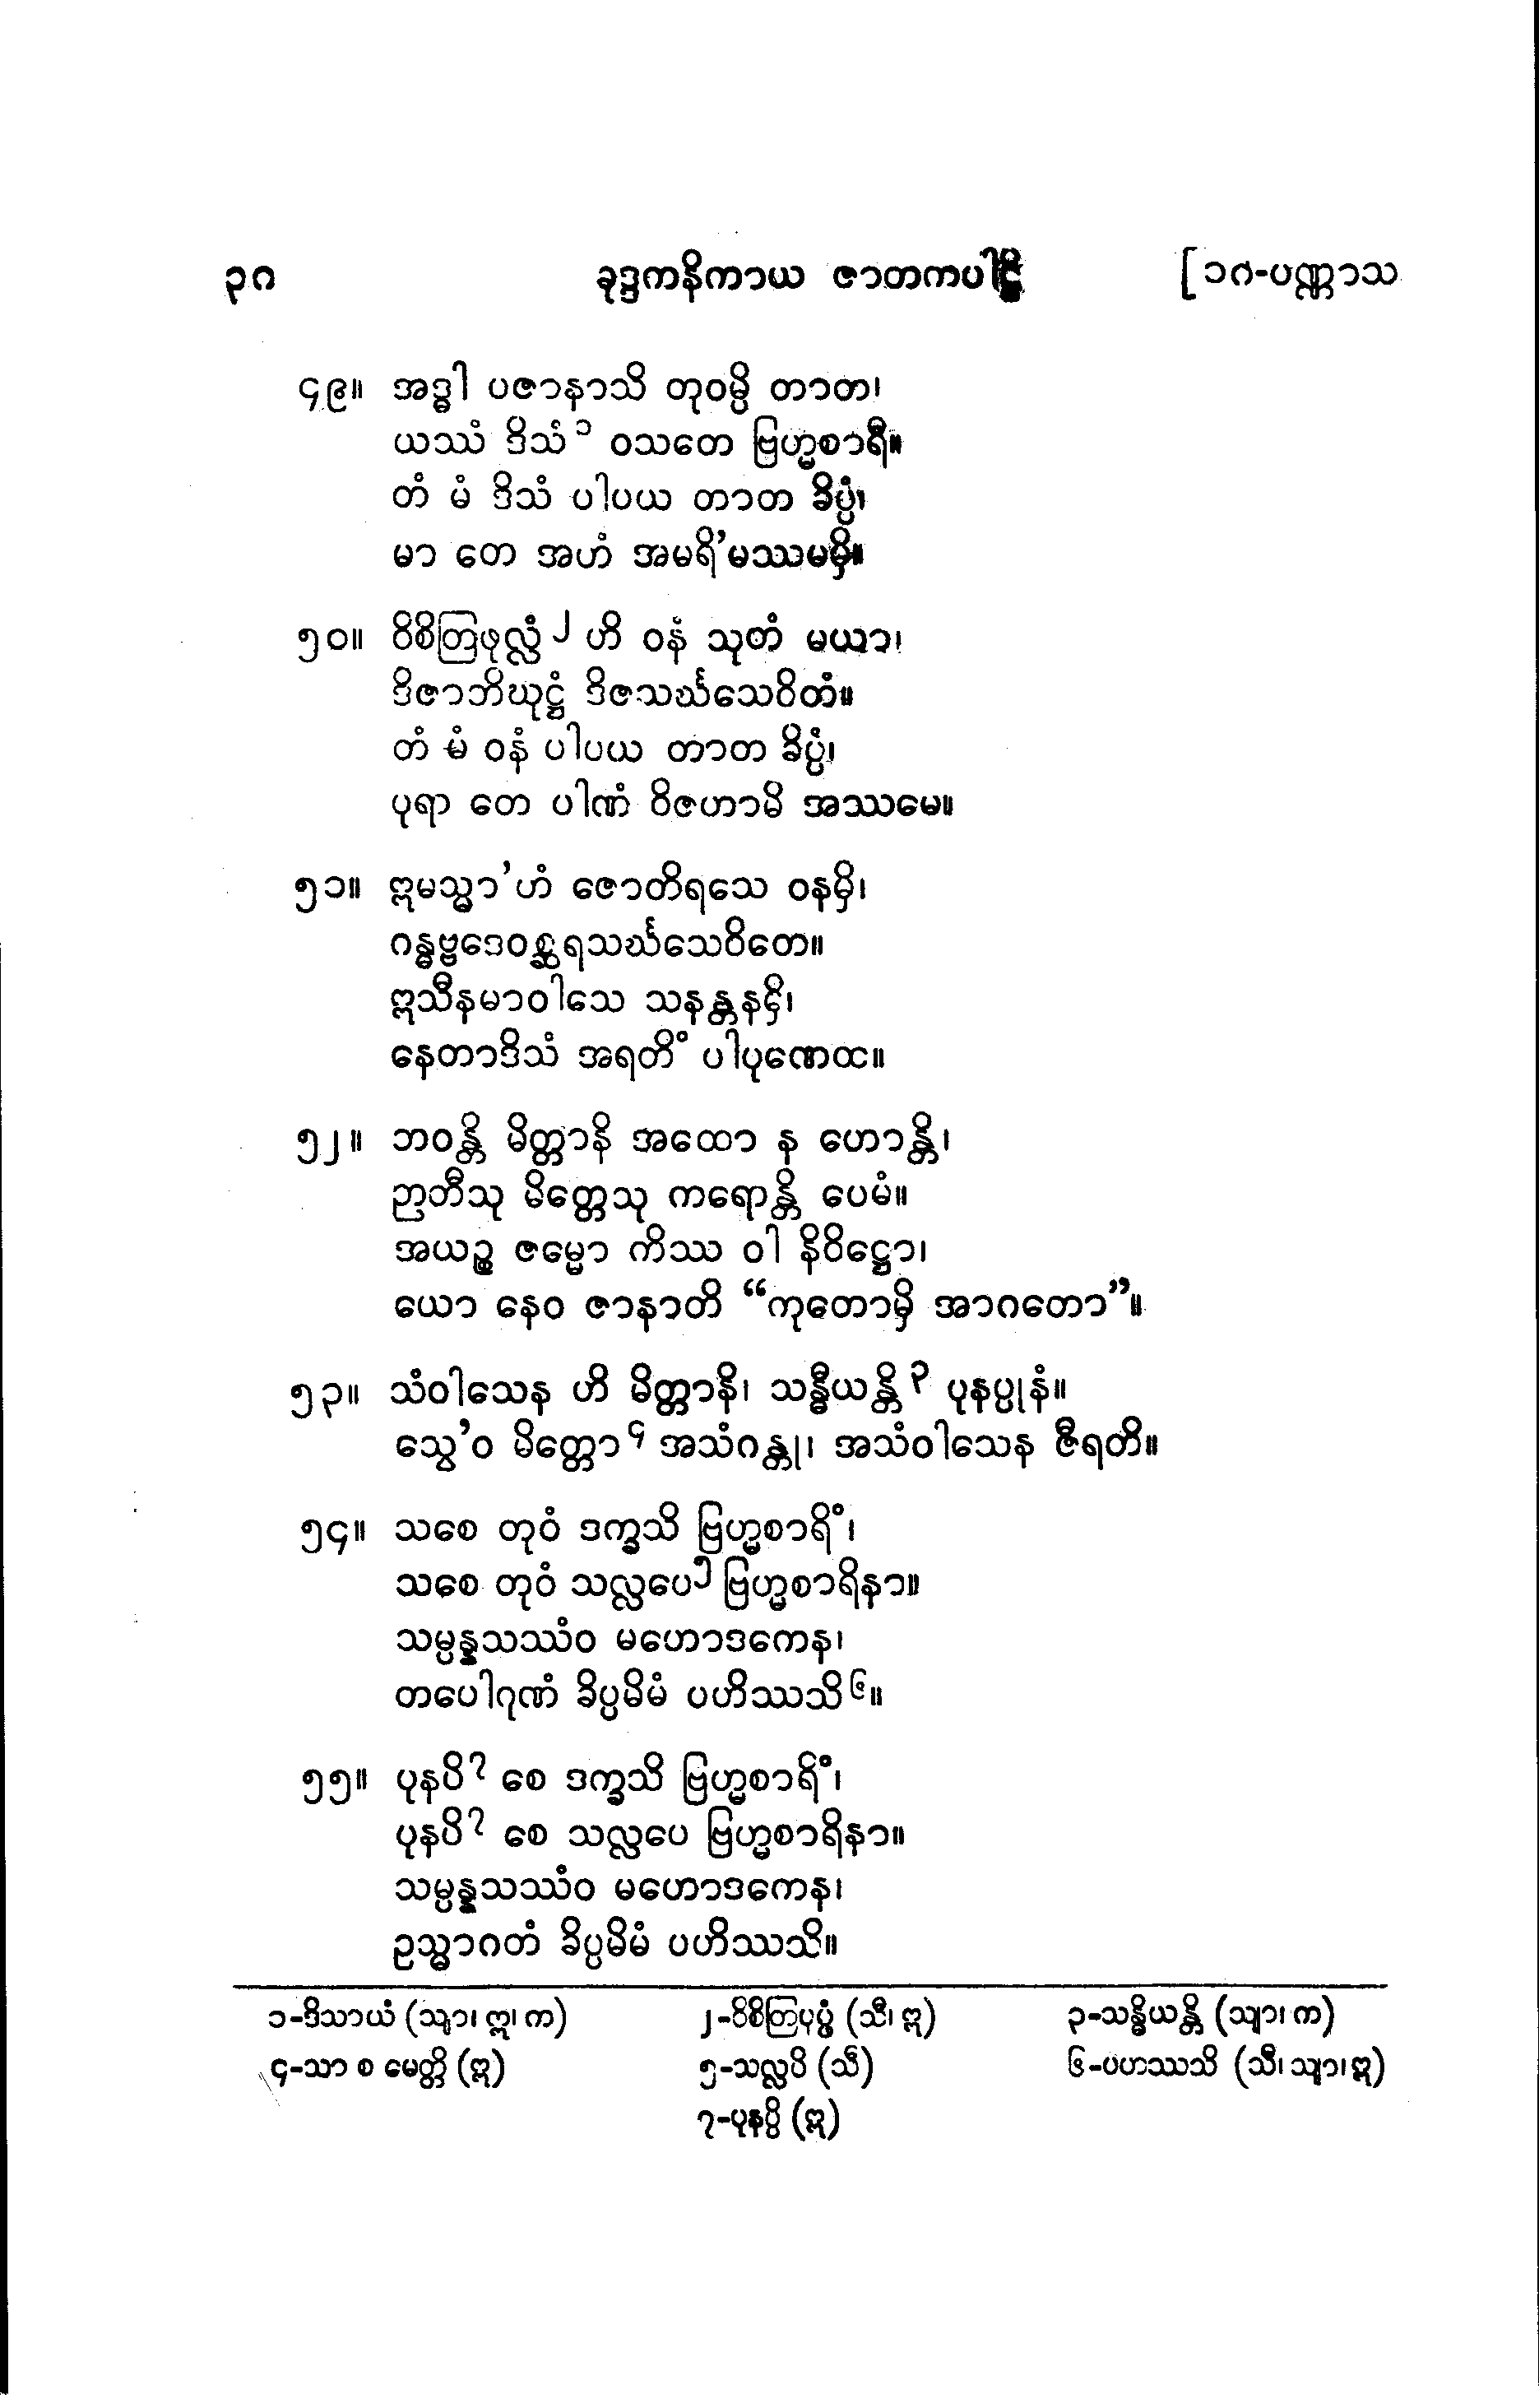 ၃၈ ခုဒ္ဒကနိကာယ ဇာတကပါဠိ [၁၈-ပဏ္ဏာသ
၄၉။ အဒ္ဓါ ပဇာနာသိ တုဝမ္ပိ တာတ၊
ယဿံ ဒိသံ၁ ဝသတေ ဗြဟ္မစာရီ။
တံ မံ ဒိသံ ပါပယ တာတ ခိပ္ပံ၊
မာ တေ အဟံ အမရိ’မဿမမှိ။
၅၀။ ဝိစိတြဖုလ္လံ၂ ဟိ ဝနံ သုတံ မယာ၊
ဒိဇာဘိဃုဋ္ဌံ ဒိဇသင်္ဃသေဝိတံ။
တံ မံ ဝနံ ပါပယ တာတ ခိပ္ပံ၊
ပုရာ တေ ပါဏံ ဝိဇဟာမိ အဿမေ။
၅၁။ ဣမသ္မာ’ဟံ ဇောတိရသေ ဝနမှိ၊
ဂန္ဓဗ္ဗဒေဝစ္ဆရသင်္ဃသေဝိတေ။
ဣသီနမာဝါသေ သနန္တနမှိ၊
နေတာဒိသံ အရတိံ ပါပုဏေထ။
၅၂။ ဘဝန္တိ မိတ္တာနိ အထော န ဟောန္တိ၊
ဉာတီသု မိတ္တေသု ကရောန္တိ ပေမံ။
အယဉ္စ ဇမ္မော ကိဿ ဝါ နိဝိဋ္ဌော၊
ယော နေဝ ဇာနာတိ “ကုတောမှိ အာဂတော”။
၅၃။ သံဝါသေန ဟိ မိတ္တာနိ၊ သန္ဓီယန္တိ၃ ပုနပ္ပုနံ။
သွေ’ဝ မိတ္တော၄ အသံဂန္တု၊ အသံဝါသေန ဇီရတိ။
၅၄။ သစေ တုဝံ ဒက္ခသိ ဗြဟ္မစာရိံ၊
သစေ တုဝံ သလ္လပေ၅ ဗြဟ္မစာရိနာ။
သမ္ပန္နသဿံဝ မဟောဒကေန၊
တပေါဂုဏံ ခိပ္ပမိမံ ပဟိဿသိ၆။
၅၅။ ပုနပိ၇ စေ ဒက္ခသိ ဗြဟ္မစာရိံ၊
ပုနပိ၇ စေ သလ္လပေ ဗြဟ္မစာရိနာ။
သမ္ပန္နသဿံဝ မဟောဒကေန၊
ဥသ္မာဂတံ ခိပ္ပမိမံ ပဟိဿသိ။
၁-ဒိသာယံ (သျာ၊ ဣ၊ က) ၂-ဝိစိတြပုပ္ဖံ (သီ၊ ဣ) ၃-သန္ဓိယန္တိ (သျာ၊ က)
၄-သာ စ မေတ္တိ (ဣ) ၅-သလ္လပိ (သီ) ၆-ပဟဿသိ (သီ၊ သျာ၊ ဣ)
၇-ပုနပ္ပိ (ဣ)